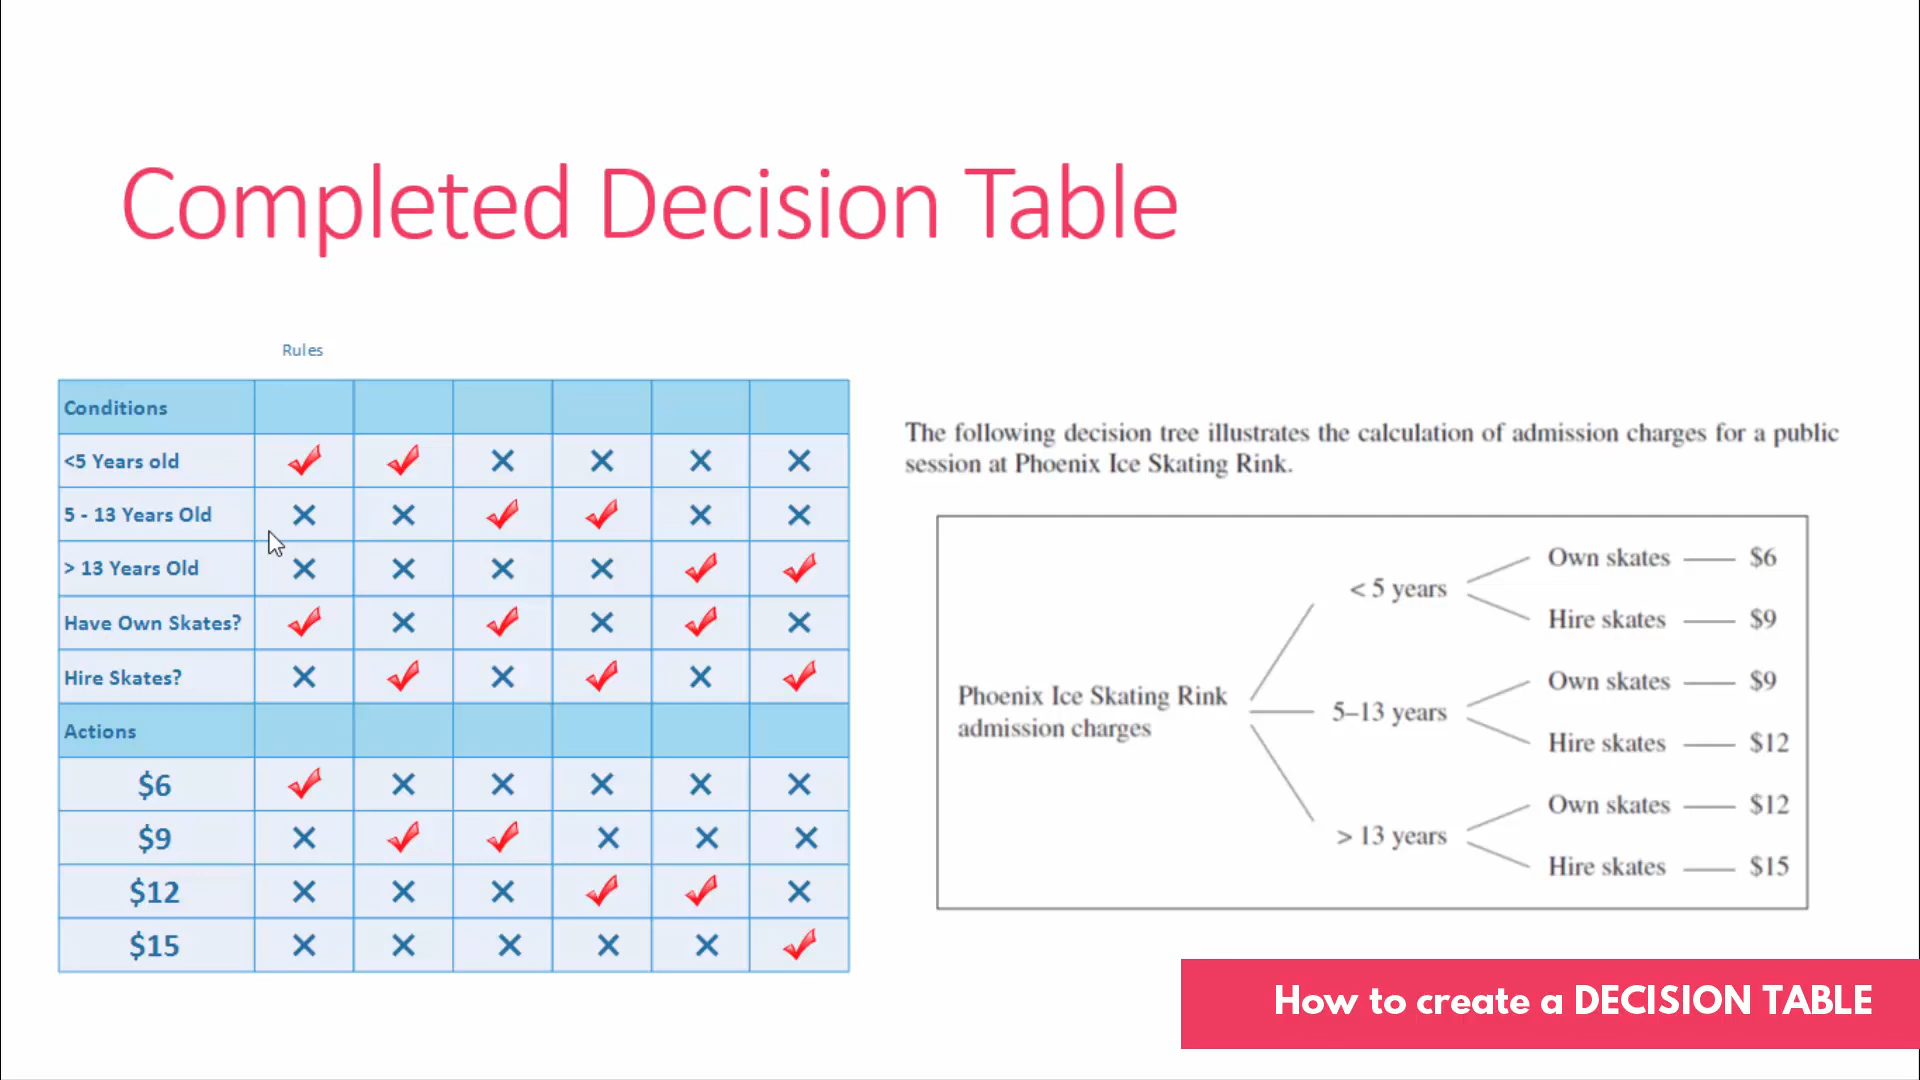 Completed Decision Table
Rules
Conditions
<5 Years old
5 - 13 Years Old
> 13 Years Old
Have Own Skates?
Hire Skates?
Actions
$6
$9
$12
$15
The following decision tree illustrates the calculation of admission charges for a public
session at Phoenix Ice Skating Rink.
Phoenix Ice Skating Rink
admission charges
< 5 years
Own skates $6
Hire skates $9
5–13 years
Own skates $9
Hire skates $12
> 13 years
Own skates $12
Hire skates $15
How to create a DECISION TABLE